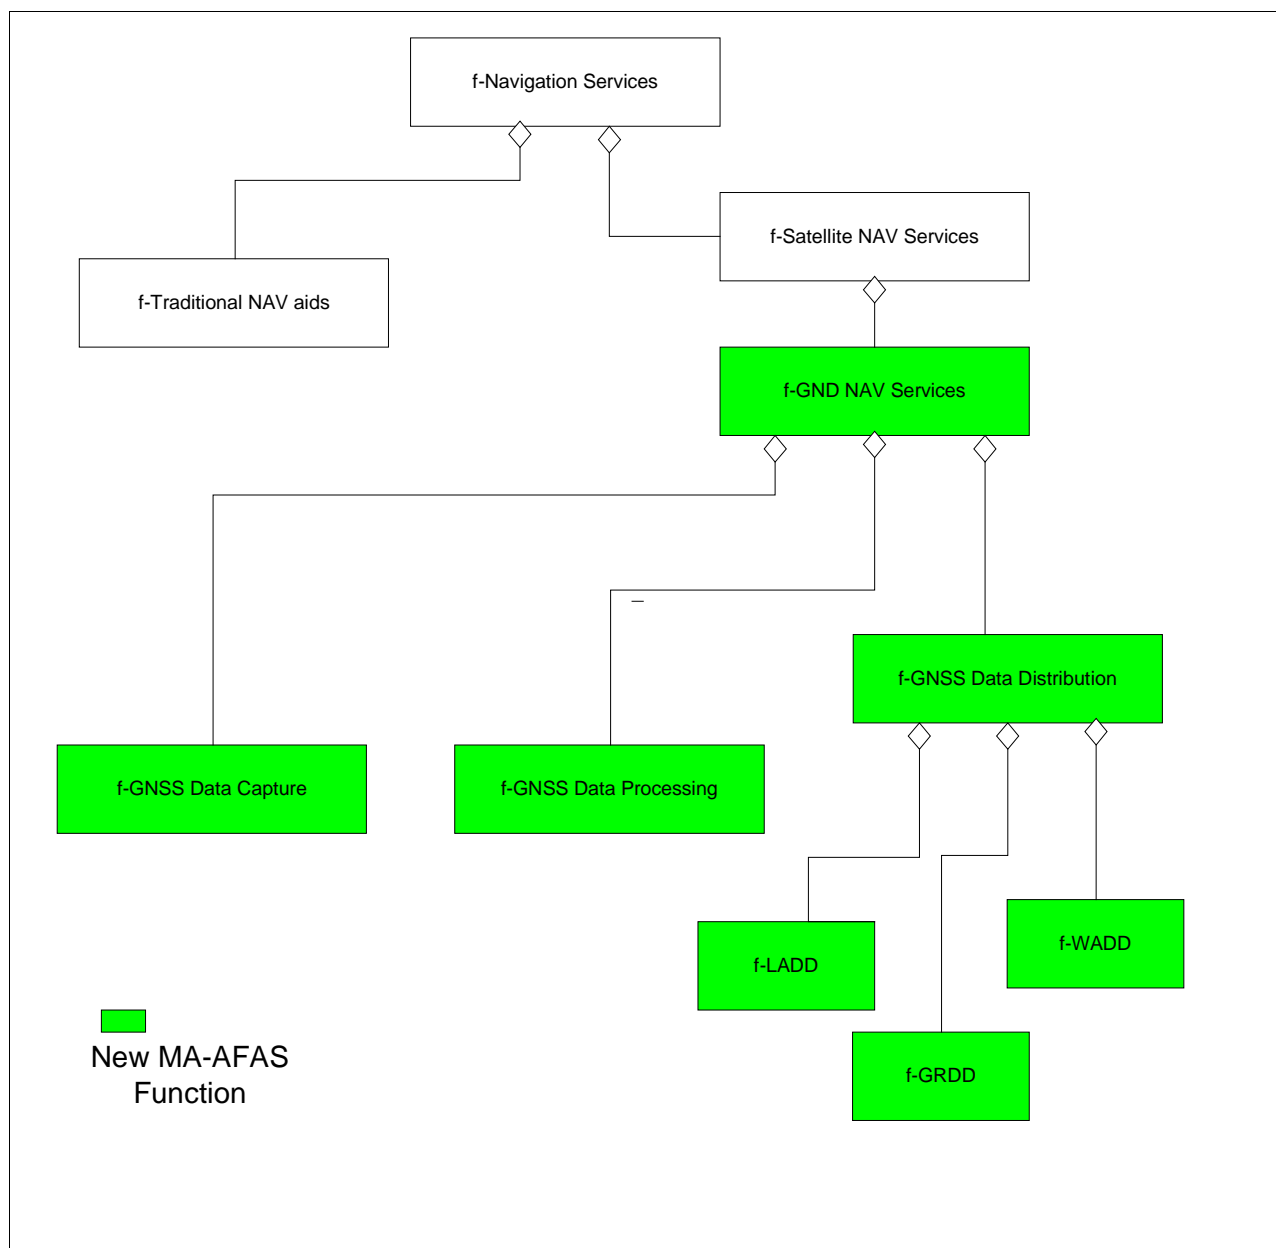 f-Navigation Services
f-Satellite NAV Services
f-Traditional NAV aids
f-GND NAV Services
f-GNSS Data Distribution
f-GNSS Data Capture
f-GNSS Data Processing
f-WADD
f-LADD
f-GRDD
New MA-AFAS
Function